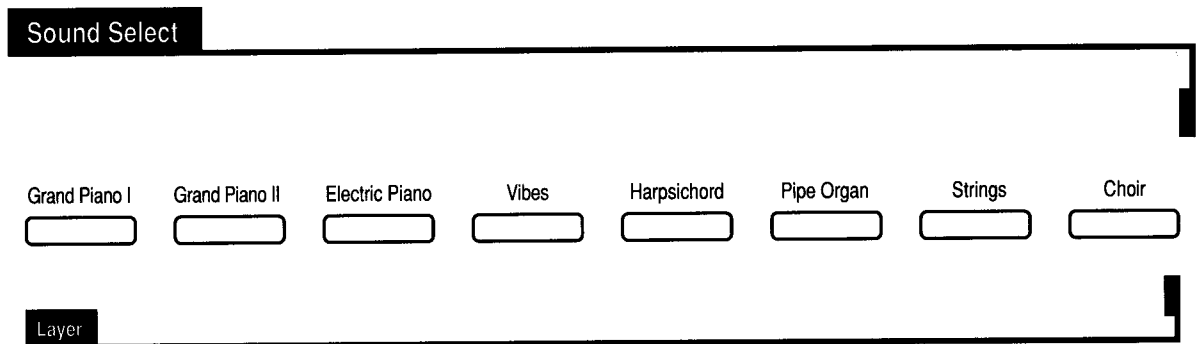 Sound Select
Grand Piano I Grand Piano II Electric Piano Vibes Harpsichord Pipe Organ Strings Choir
Layer